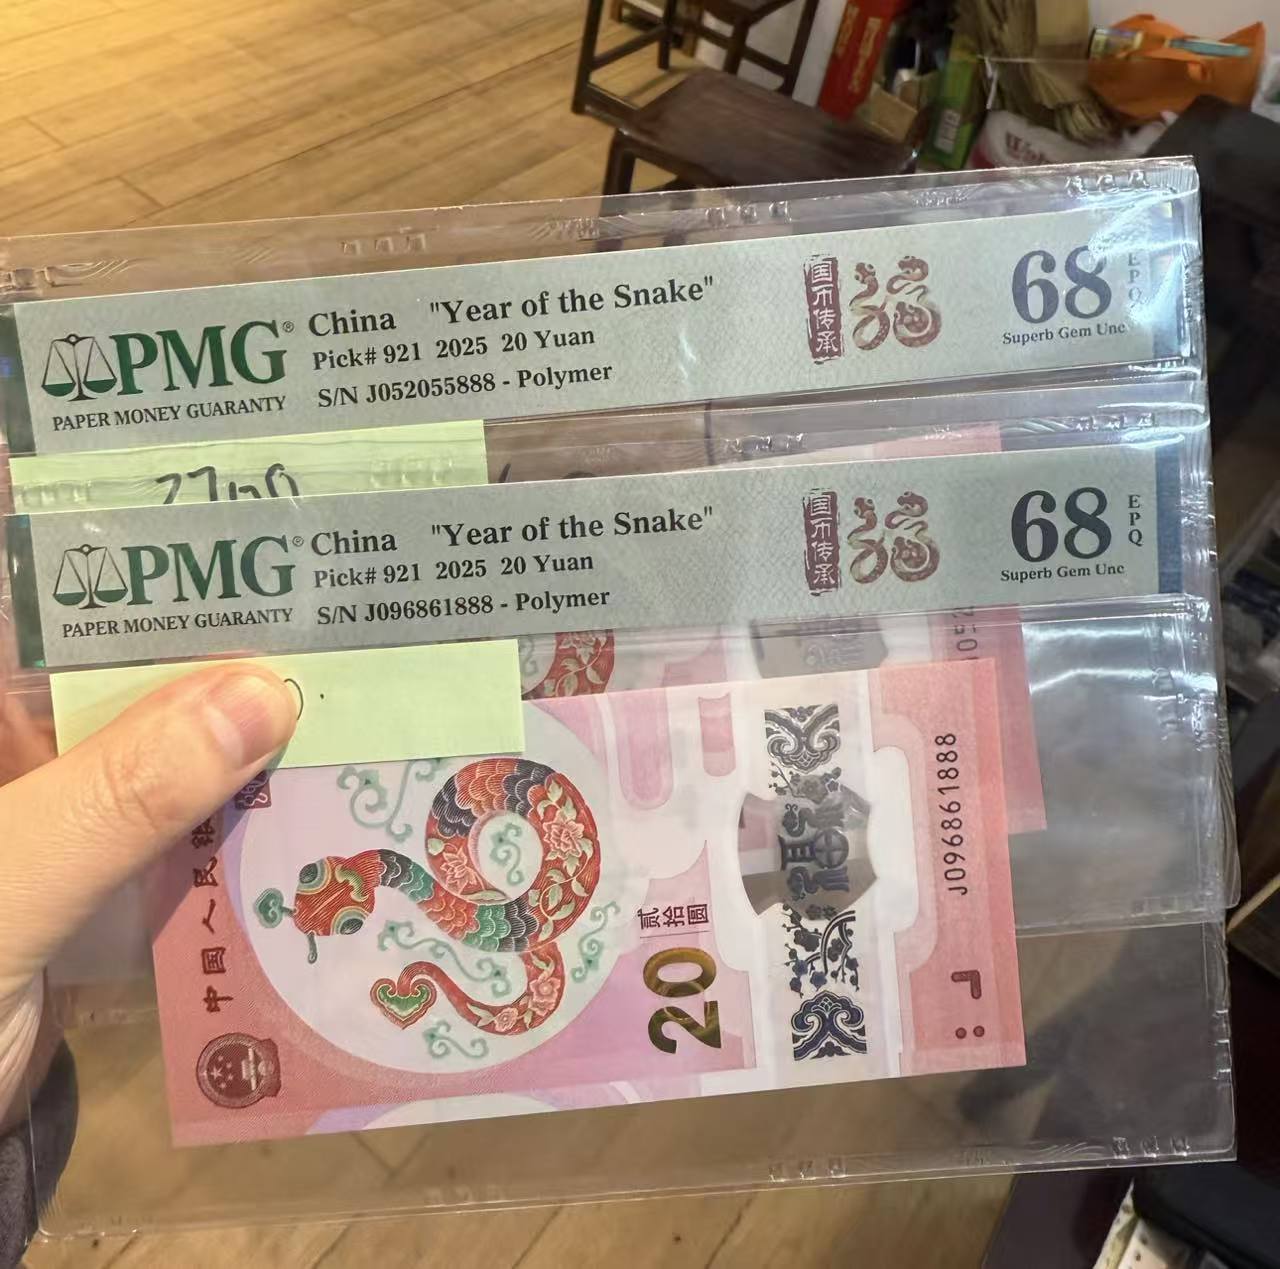 PMG®
PAPER MONEY GUARANTY
China "Year of the Snake"
Pick# 921 2025 20 Yuan
S/N J052055888 - Polymer
国币传承
福
68
EPQ
Superb Gem Unc
PMG®
PAPER MONEY GUARANTY
China "Year of the Snake"
Pick# 921 2025 20 Yuan
S/N J096861888 - Polymer
国币传承
福
68
EPQ
Superb Gem Unc
中国人民银
贰拾圆
20
福
J096861888